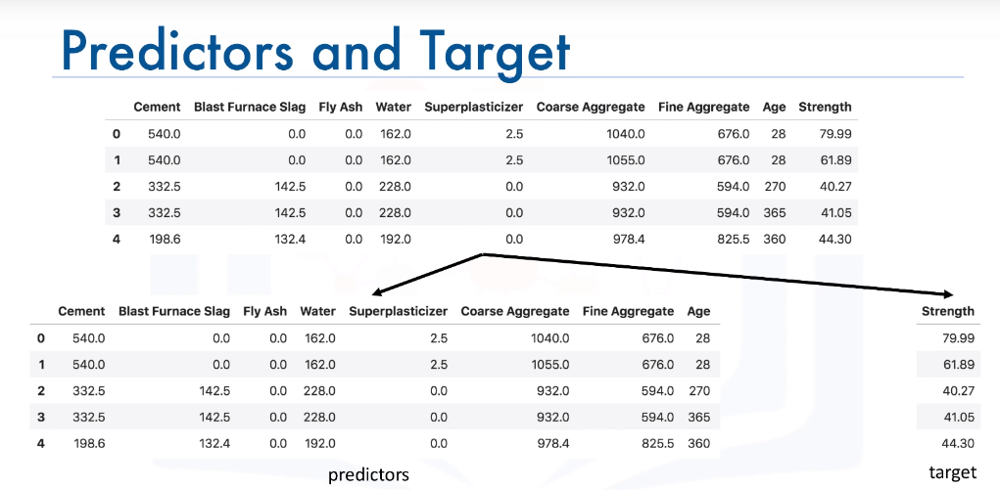 Predictors and Target
Cement Blast Furnace Slag Fly Ash Water Superplasticizer Coarse Aggregate Fine Aggregate Age Strength
0 540.0 0.0 0.0 162.0 2.5 1040.0 676.0 28 79.99
1 540.0 0.0 0.0 162.0 2.5 1055.0 676.0 28 61.89
2 332.5 142.5 0.0 228.0 0.0 932.0 594.0 270 40.27
3 332.5 142.5 0.0 228.0 0.0 932.0 594.0 365 41.05
4 198.6 132.4 0.0 192.0 0.0 978.4 825.5 360 44.30
Cement Blast Furnace Slag Fly Ash Water Superplasticizer Coarse Aggregate Fine Aggregate Age Strength
0 540.0 0.0 0.0 162.0 2.5 1040.0 676.0 28 79.99
1 540.0 0.0 0.0 162.0 2.5 1055.0 676.0 28 61.89
2 332.5 142.5 0.0 228.0 0.0 932.0 594.0 270 40.27
3 332.5 142.5 0.0 228.0 0.0 932.0 594.0 365 41.05
4 198.6 132.4 0.0 192.0 0.0 978.4 825.5 360 44.30
predictors target